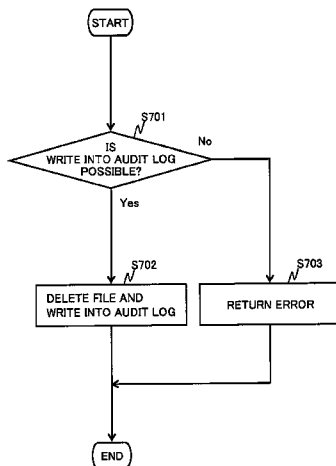 START
S701
IS
WRITE INTO AUDIT LOG
POSSIBLE?
No
Yes
S702
S703
DELETE FILE AND
WRITE INTO AUDIT LOG
RETURN ERROR
END